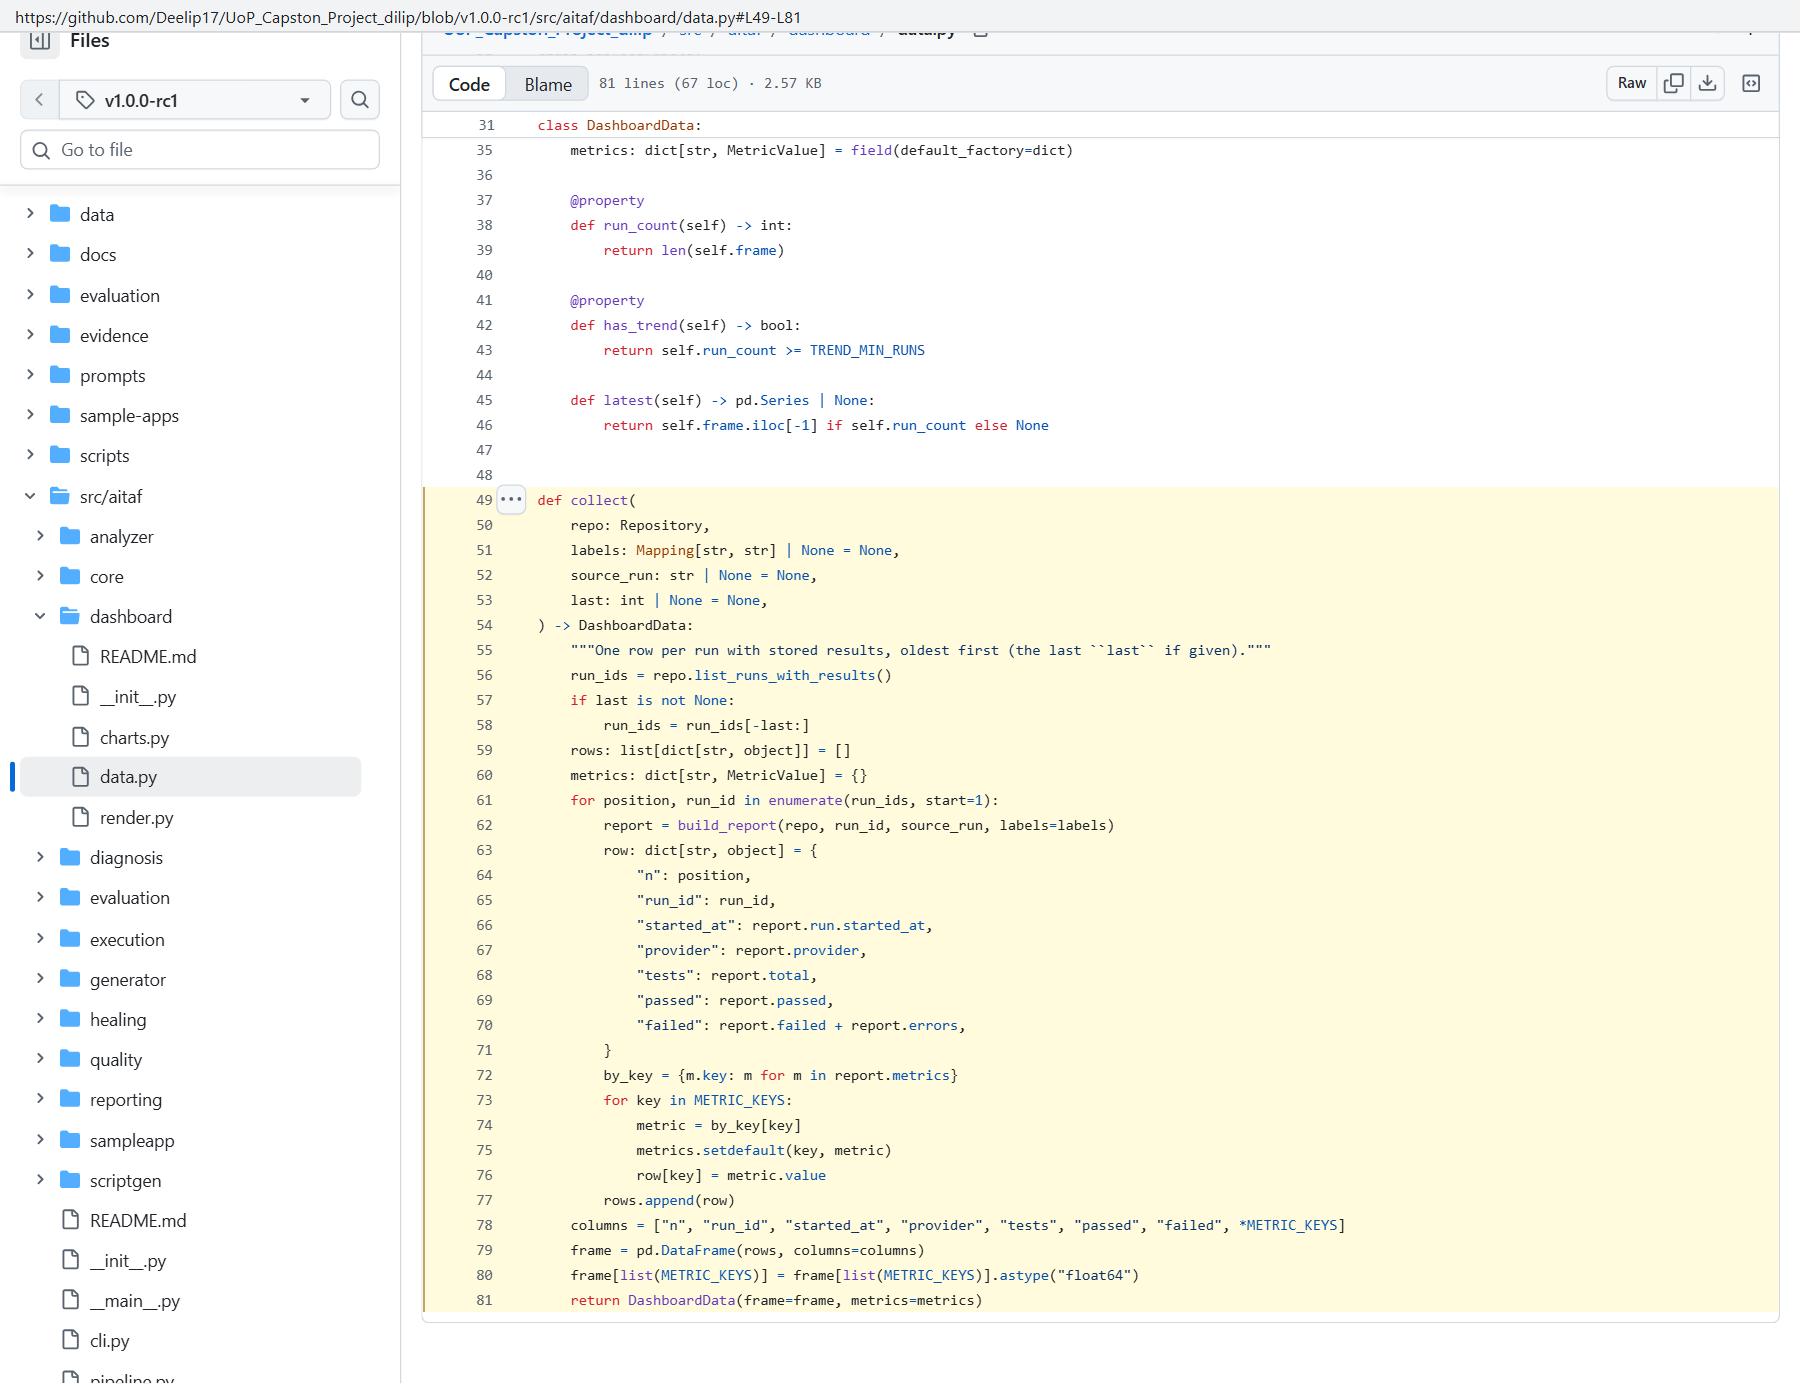 https://github.com/Deelip17/UoP_Capston_Project_dilip/blob/v1.0.0-rc1/src/aitaf/dashboard/data.py#L49-L81
Files
UoP_Capston_Project_dilip / src / aitaf / dashboard / data.py
v1.0.0-rc1
Go to file
data
docs
evaluation
evidence
prompts
sample-apps
scripts
src/aitaf
analyzer
core
dashboard
README.md
__init__.py
charts.py
data.py
render.py
diagnosis
evaluation
execution
generator
healing
quality
reporting
sampleapp
scriptgen
README.md
__init__.py
__main__.py
cli.py
pipeline.py
Code Blame 81 lines (67 loc) · 2.57 KB Raw
31 class DashboardData:
35     metrics: dict[str, MetricValue] = field(default_factory=dict)
36
37     @property
38     def run_count(self) -> int:
39         return len(self.frame)
40
41     @property
42     def has_trend(self) -> bool:
43         return self.run_count >= TREND_MIN_RUNS
44
45     def latest(self) -> pd.Series | None:
46         return self.frame.iloc[-1] if self.run_count else None
47
48
49 def collect(
50     repo: Repository,
51     labels: Mapping[str, str] | None = None,
52     source_run: str | None = None,
53     last: int | None = None,
54 ) -> DashboardData:
55     """One row per run with stored results, oldest first (the last ``last`` if given)."""
56     run_ids = repo.list_runs_with_results()
57     if last is not None:
58         run_ids = run_ids[-last:]
59     rows: list[dict[str, object]] = []
60     metrics: dict[str, MetricValue] = {}
61     for position, run_id in enumerate(run_ids, start=1):
62         report = build_report(repo, run_id, source_run, labels=labels)
63         row: dict[str, object] = {
64             "n": position,
65             "run_id": run_id,
66             "started_at": report.run.started_at,
67             "provider": report.provider,
68             "tests": report.total,
69             "passed": report.passed,
70             "failed": report.failed + report.errors,
71         }
72         by_key = {m.key: m for m in report.metrics}
73         for key in METRIC_KEYS:
74             metric = by_key[key]
75             metrics.setdefault(key, metric)
76             row[key] = metric.value
77         rows.append(row)
78     columns = ["n", "run_id", "started_at", "provider", "tests", "passed", "failed", *METRIC_KEYS]
79     frame = pd.DataFrame(rows, columns=columns)
80     frame[list(METRIC_KEYS)] = frame[list(METRIC_KEYS)].astype("float64")
81     return DashboardData(frame=frame, metrics=metrics)